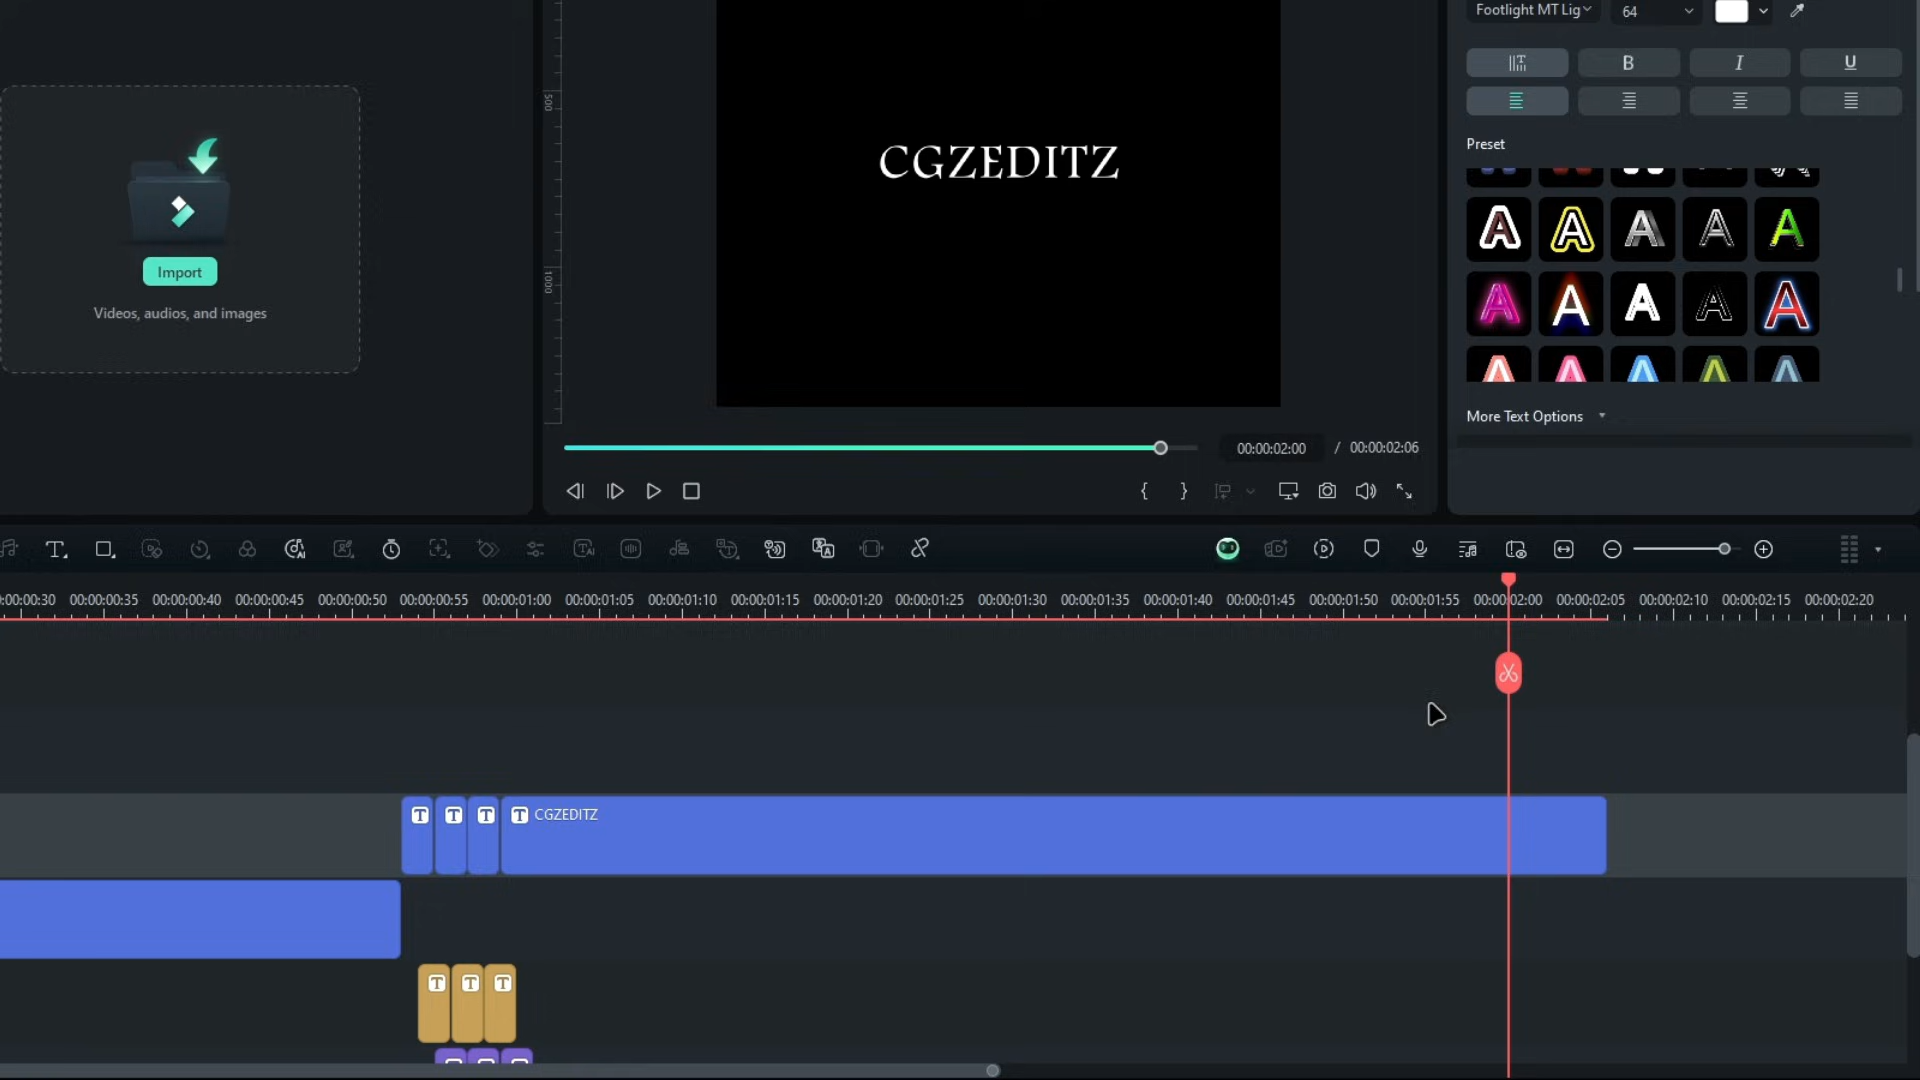 Footlight MT Lig
64
B
I
U
Preset
500
CGZEDITZ
1000
Import
Videos, audios, and images
More Text Options
00:00:02:00 / 00:00:02:06
:00:00:30 00:00:00:35 00:00:00:40 00:00:00:45 00:00:00:50 00:00:00:55 00:00:01:00 00:00:01:05 00:00:01:10 00:00:01:15 00:00:01:20 00:00:01:25 00:00:01:30 00:00:01:35 00:00:01:40 00:00:01:45 00:00:01:50 00:00:01:55 00:00:02:00 00:00:02:05 00:00:02:10 00:00:02:15 00:00:02:20
CGZEDITZ